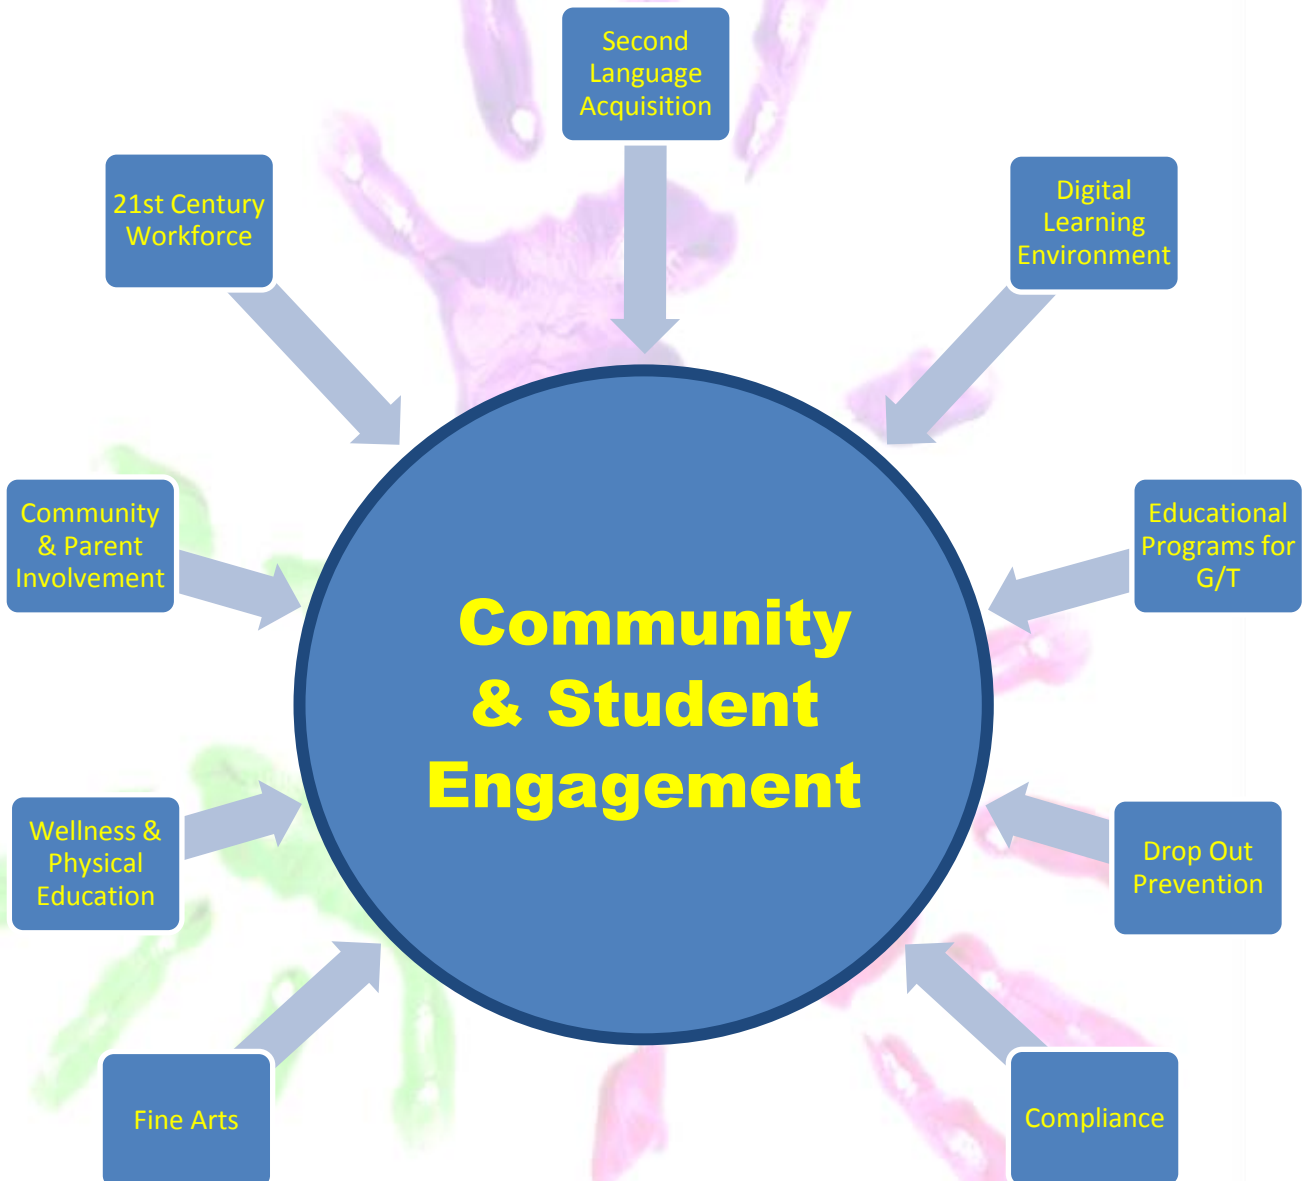 Second
Language
Acquisition
21st Century
Workforce
Digital
Learning
Environment
Community
& Parent
Involvement
Educational
Programs for
G/T
Community
& Student
Engagement
Wellness &
Physical
Education
Drop Out
Prevention
Fine Arts
Compliance